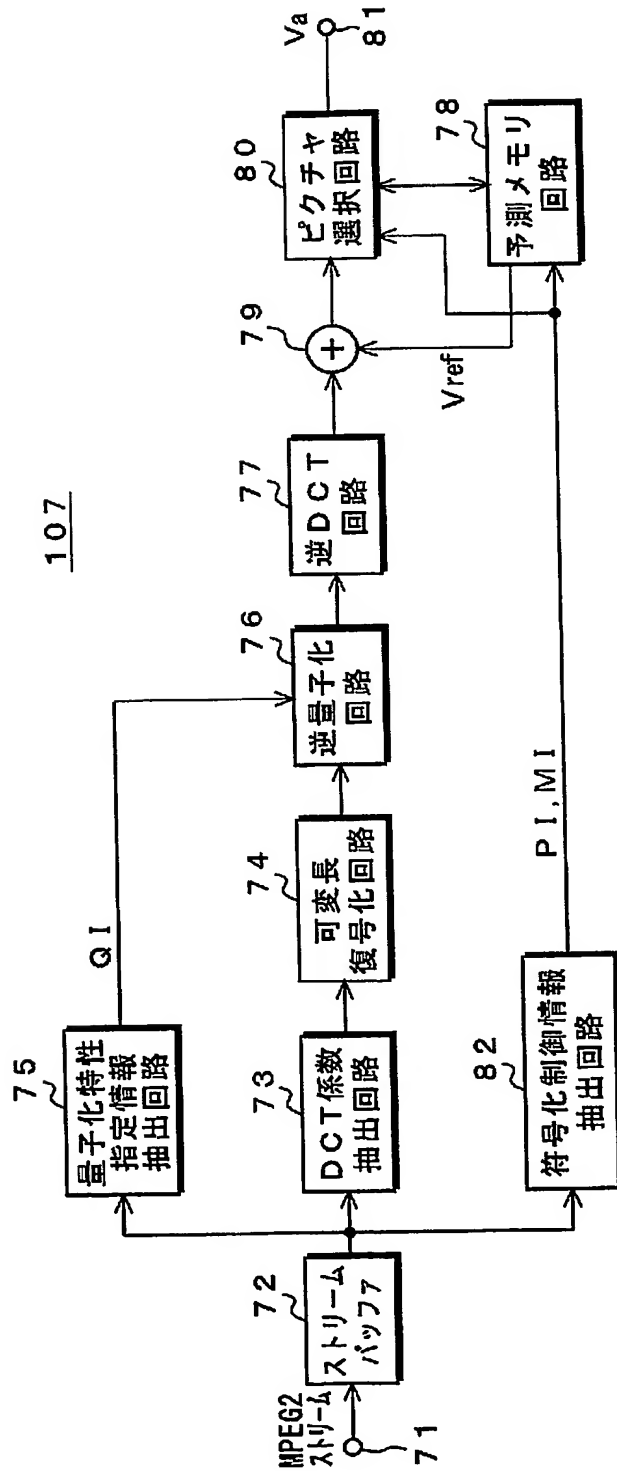 107
MPEG2
ストリーム
71
72
ストリーム
バッファ
75
量子化特性
指定情報
抽出回路
QI
73
DCT係数
抽出回路
74
可変長
復号化回路
76
逆量子化
回路
77
逆DCT
回路
79
+
80
ピクチャ
選択回路
Va
81
Vref
78
予測メモリ
回路
82
符号化制御情報
抽出回路
PI,MI